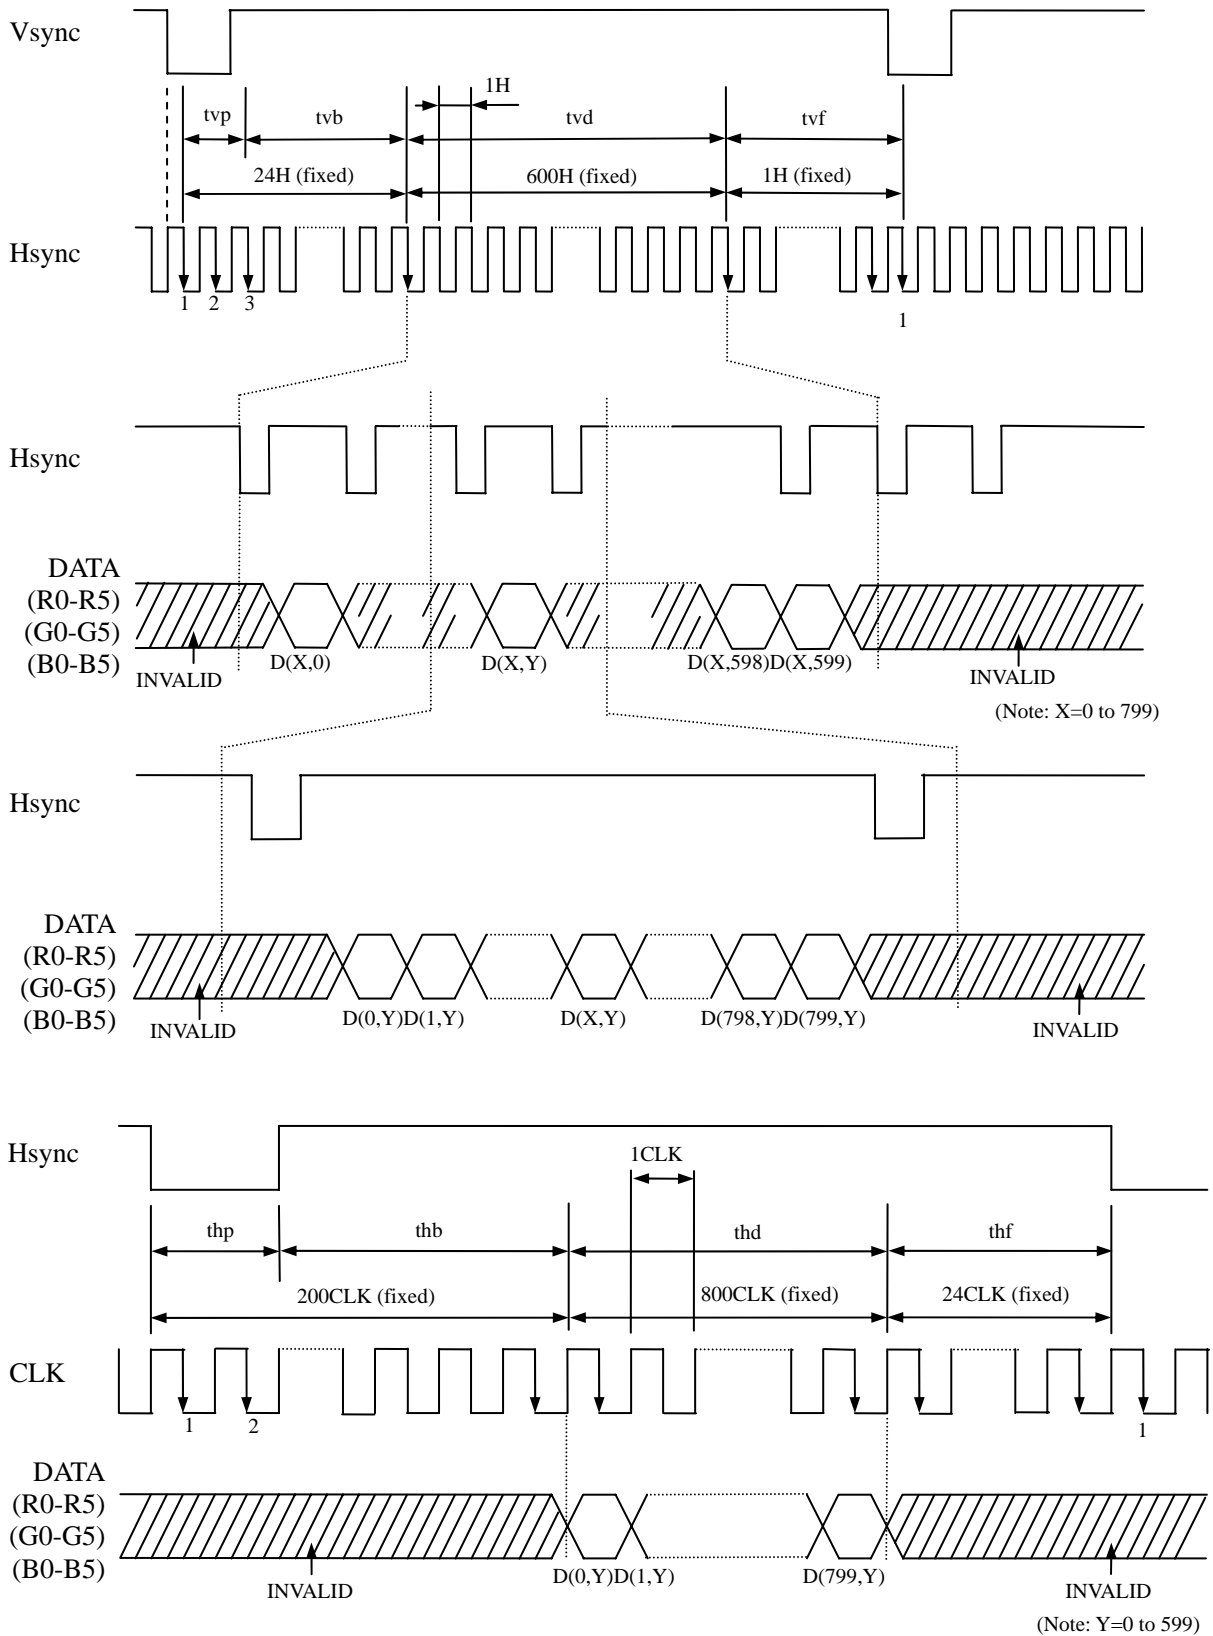 Vsync
1H
tvp tvb tvd tvf
24H (fixed) 600H (fixed) 1H (fixed)
Hsync
1 2 3 1
Hsync
DATA
(R0-R5)
(G0-G5)
(B0-B5)
D(X,0) D(X,Y) D(X,598)D(X,599)
INVALID INVALID
(Note: X=0 to 799)
Hsync
DATA
(R0-R5)
(G0-G5)
(B0-B5)
D(0,Y)D(1,Y) D(X,Y) D(798,Y)D(799,Y)
INVALID INVALID
Hsync
1CLK
thp thb thd thf
200CLK (fixed) 800CLK (fixed) 24CLK (fixed)
CLK
1 2 1
DATA
(R0-R5)
(G0-G5)
(B0-B5)
D(0,Y)D(1,Y) D(799,Y)
INVALID INVALID
(Note: Y=0 to 599)